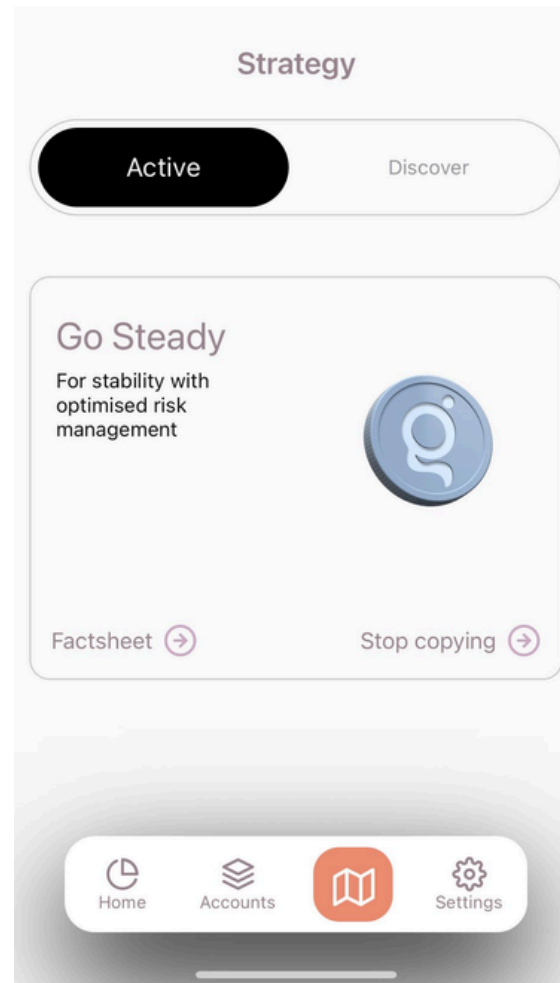 Strategy
Active
Discover
Go Steady
For stability with
optimised risk
management
g
Factsheet
Stop copying
Home
Accounts
Settings